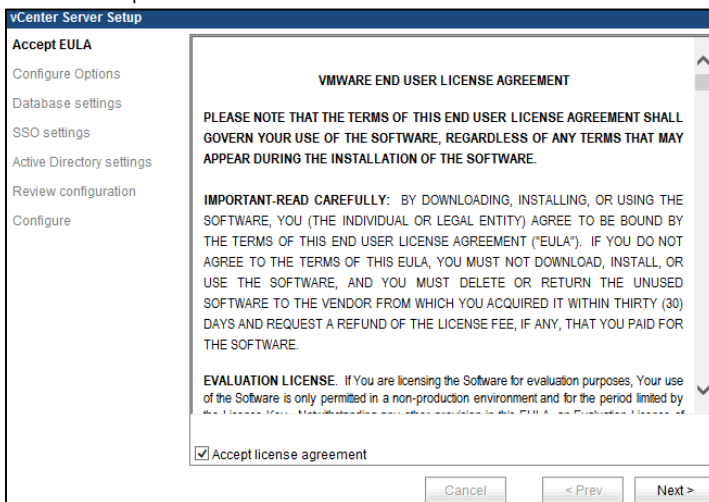 vCenter Server Setup
Accept EULA
Configure Options
Database settings
SSO settings
Active Directory settings
Review configuration
Configure
VMWARE END USER LICENSE AGREEMENT
PLEASE NOTE THAT THE TERMS OF THIS END USER LICENSE AGREEMENT SHALL
GOVERN YOUR USE OF THE SOFTWARE, REGARDLESS OF ANY TERMS THAT MAY
APPEAR DURING THE INSTALLATION OF THE SOFTWARE.
IMPORTANT-READ CAREFULLY: BY DOWNLOADING, INSTALLING, OR USING THE
SOFTWARE, YOU (THE INDIVIDUAL OR LEGAL ENTITY) AGREE TO BE BOUND BY
THE TERMS OF THIS END USER LICENSE AGREEMENT (“EULA”). IF YOU DO NOT
AGREE TO THE TERMS OF THIS EULA, YOU MUST NOT DOWNLOAD, INSTALL, OR
USE THE SOFTWARE, AND YOU MUST DELETE OR RETURN THE UNUSED
SOFTWARE TO THE VENDOR FROM WHICH YOU ACQUIRED IT WITHIN THIRTY (30)
DAYS AND REQUEST A REFUND OF THE LICENSE FEE, IF ANY, THAT YOU PAID FOR
THE SOFTWARE.
EVALUATION LICENSE. If You are licensing the Software for evaluation purposes, Your use
of the Software is only permitted in a non-production environment and for the period limited by
Accept license agreement
Cancel
< Prev
Next >